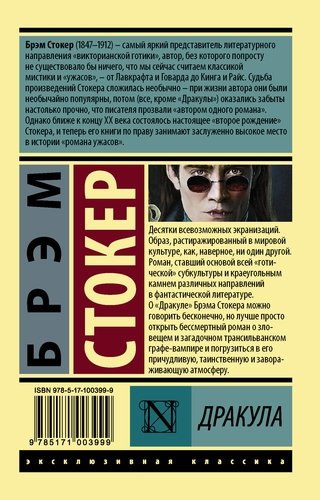 Брэм Стокер (1847–1912) – самый яркий представитель литературного
направления «викторианской готики», автор, без которого попросту
не существовало бы ничего, что мы сейчас считаем классикой
мистики и «ужасов», – от Лавкрафта и Говарда до Кинга и Райс. Судьба
произведений Стокера сложилась необычно – при жизни автора они были
необычайно популярны, потом (все, кроме «Дракулы») оказались забыты
настолько прочно, что писателя прозвали «автором одного романа».
Однако ближе к концу XX века состоялось настоящее «второе рождение»
Стокера, и теперь его книги по праву занимают заслуженно высокое место
в истории «романа ужасов».
БРЭМ
СТОКЕР
Десятки всевозможных экранизаций.
Образ, растиражированный в мировой
культуре, как, наверное, ни один другой.
Роман, ставший основой всей «готи-
ческой» субкультуры и краеугольным
камнем различных направлений
в фантастической литературе.
О «Дракуле» Брэма Стокера можно
говорить бесконечно, но лучше просто
открыть бессмертный роман о зло-
вещем и загадочном трансильванском
графе-вампире и погрузиться в его
причудливую, таинственную и завора-
живающую атмосферу.
ISBN 978-5-17-100399-9
9 785171 003999
N
ДРАКУЛА
эксклюзивная классика